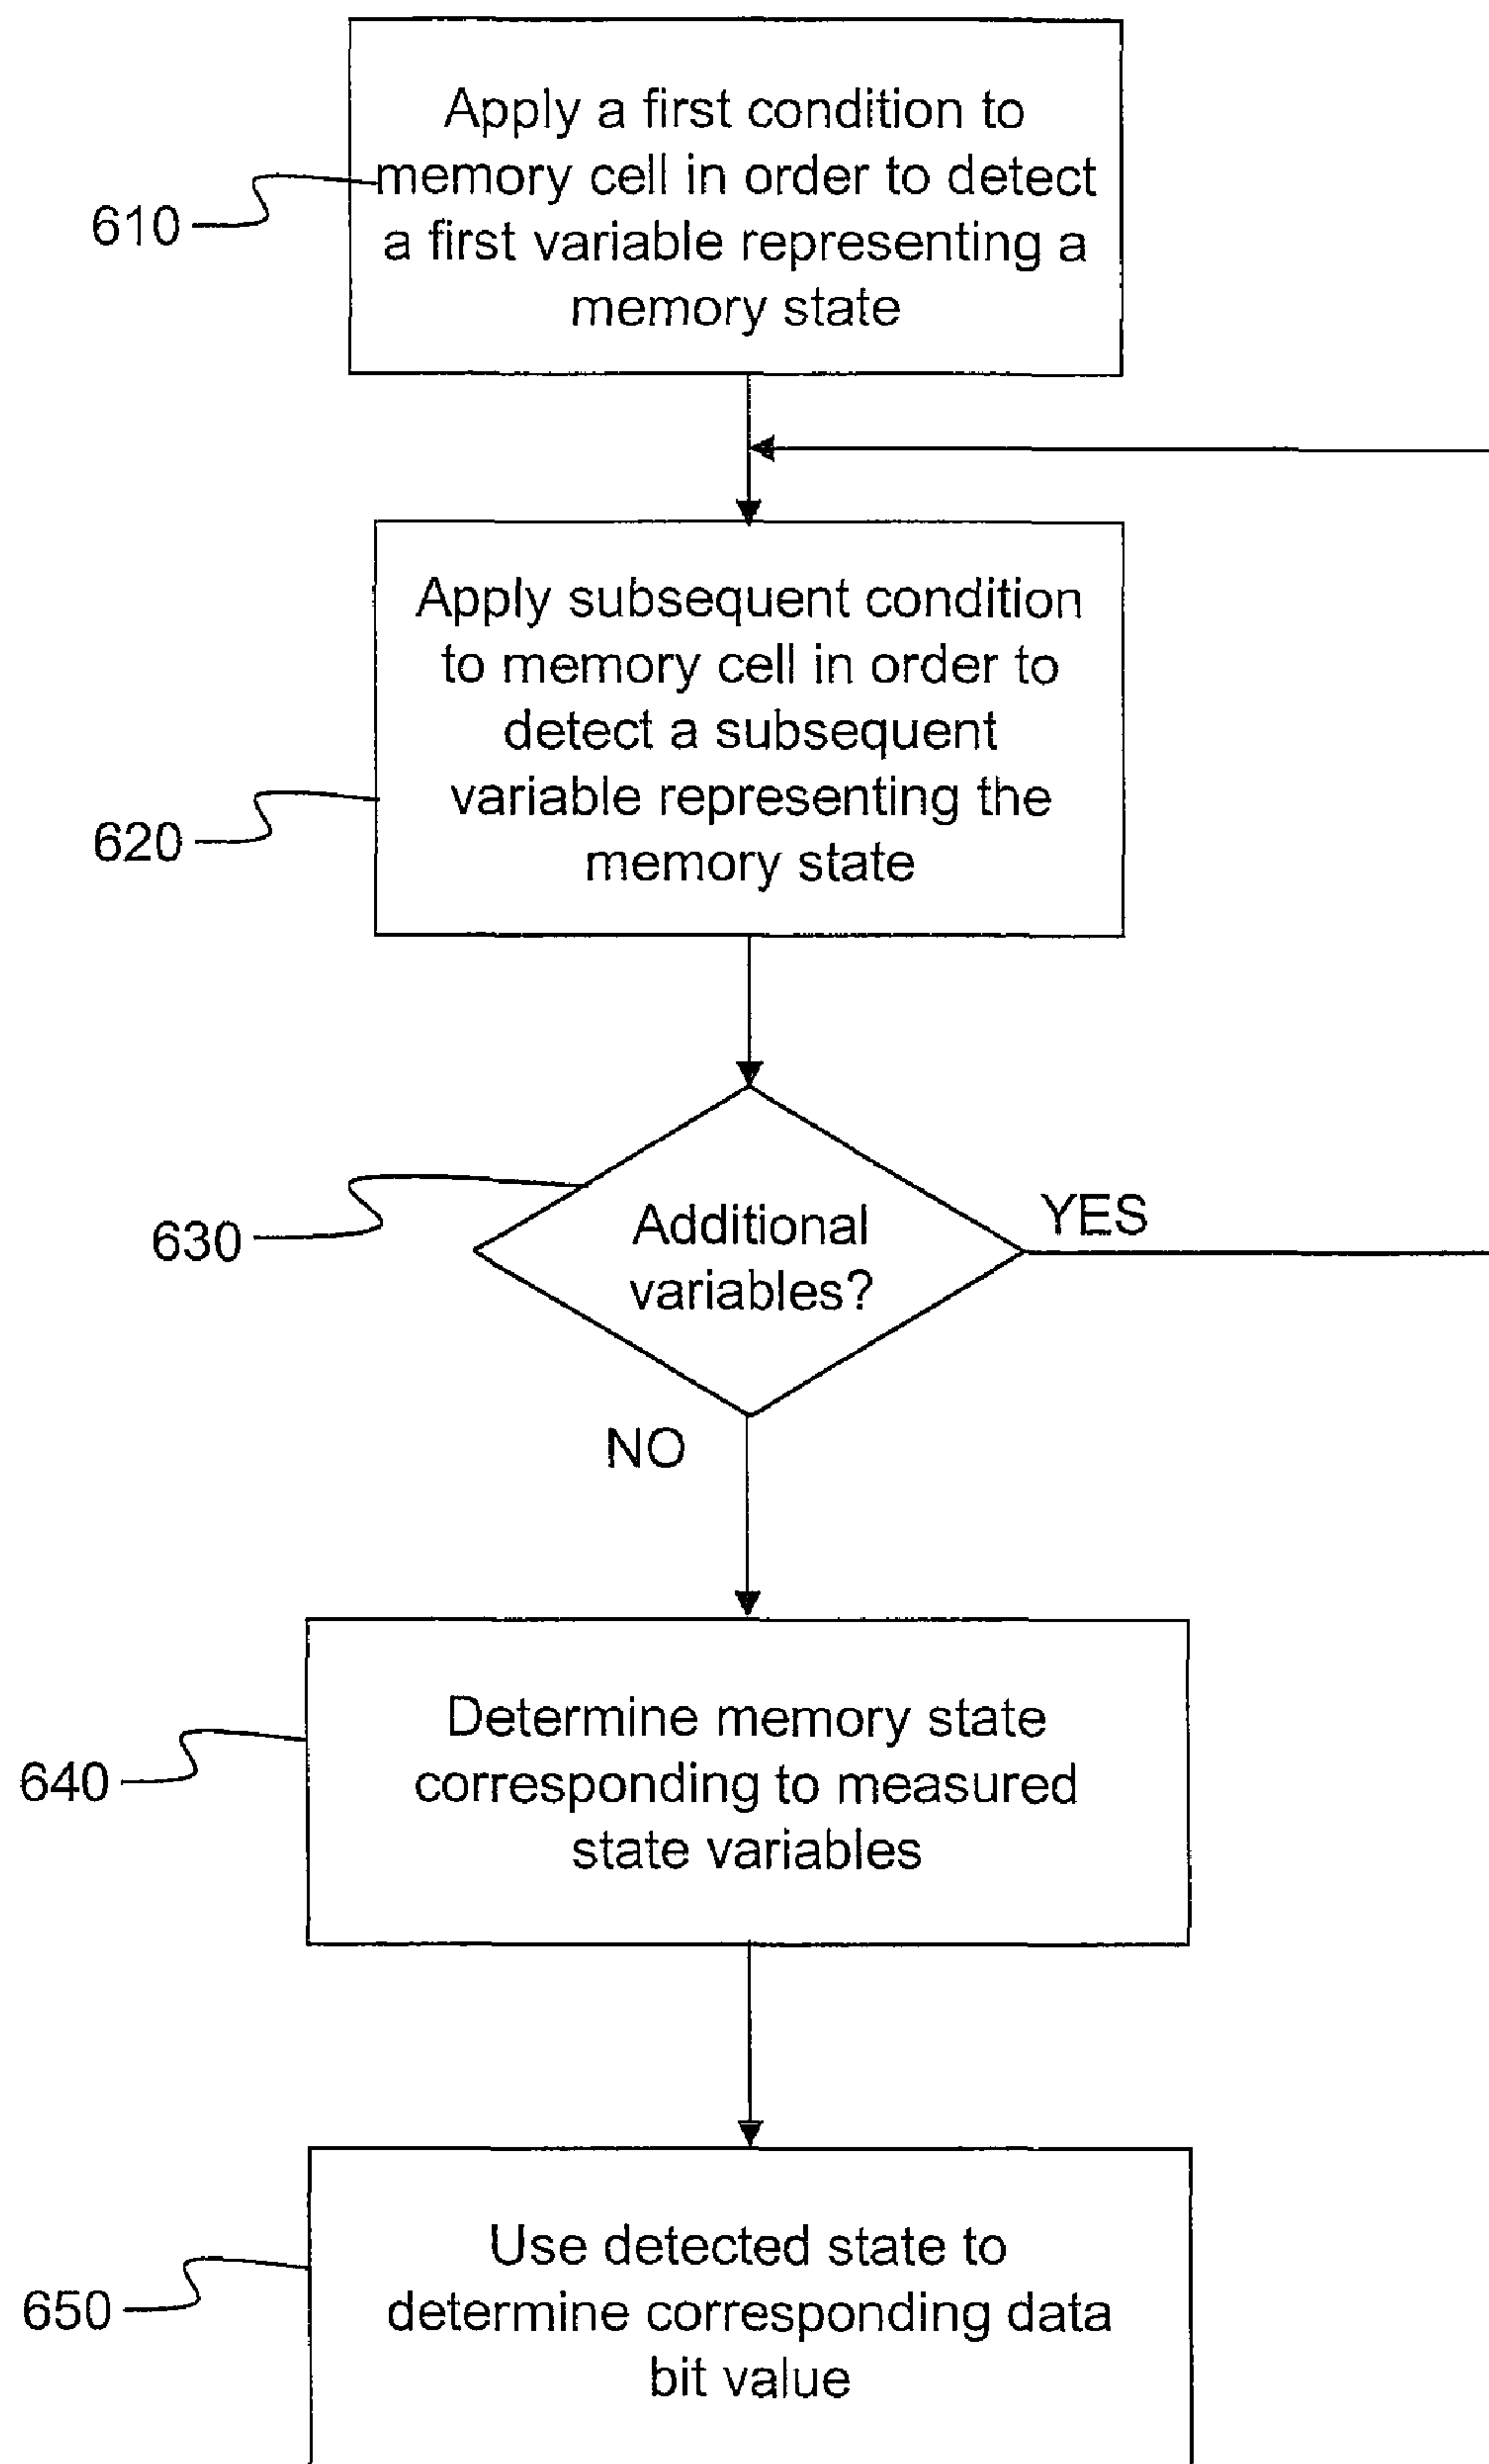 Apply a first condition to
memory cell in order to detect
a first variable representing a
memory state
610
Apply subsequent condition
to memory cell in order to
detect a subsequent
variable representing the
memory state
620
Additional
variables?
630
YES
NO
Determine memory state
corresponding to measured
state variables
640
Use detected state to
determine corresponding data
bit value
650